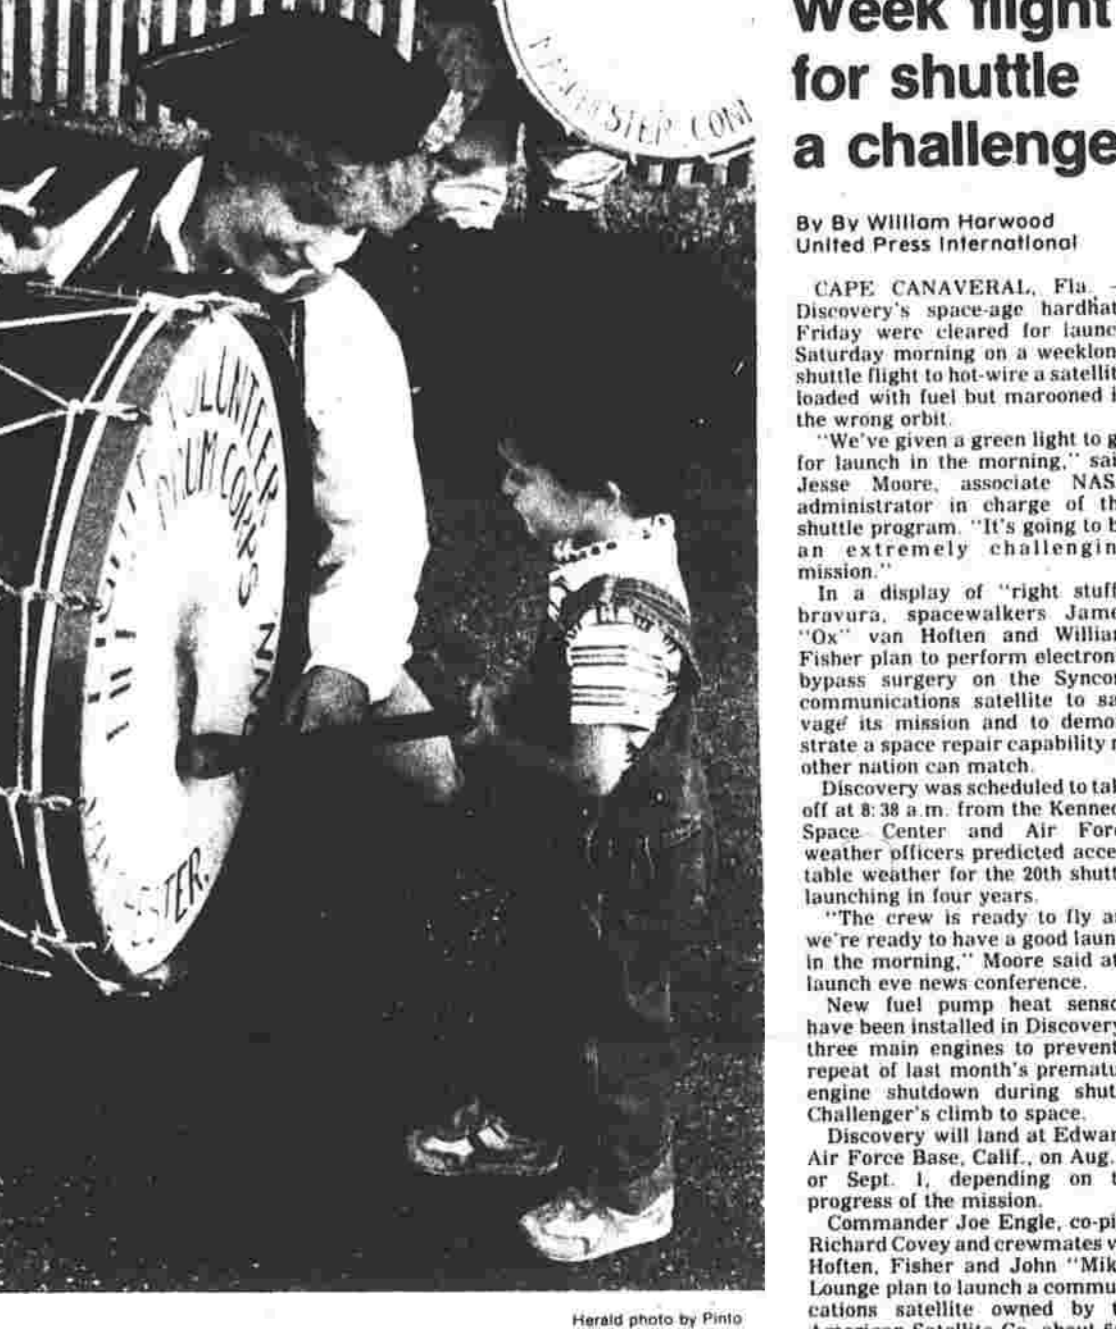 MANCHESTER CONN
VOLUNTEER
DRUM CORPS
CONN.
STER,
Herald photo by Pinto
Week flight
for shuttle
a challenge
By By William Harwood
United Press International
CAPE CANAVERAL, Fla. —
Discovery's space-age hardhat
Friday were cleared for launc
Saturday morning on a weeklon
shuttle flight to hot-wire a satellit
loaded with fuel but marooned i
the wrong orbit.
"We've given a green light to g
for launch in the morning," sai
Jesse Moore, associate NAS
administrator in charge of th
shuttle program. "It's going to b
an extremely challengin
mission."
In a display of "right stuff
bravura, spacewalkers Jame
"Ox" van Hoften and Willia
Fisher plan to perform electron
bypass surgery on the Synco
communications satellite to sa
vage its mission and to demo
strate a space repair capability n
other nation can match.
Discovery was scheduled to tak
off at 8:38 a.m. from the Kenned
Space Center and Air Forc
weather officers predicted acce
table weather for the 20th shutt
launching in four years.
"The crew is ready to fly a
we're ready to have a good laun
in the morning," Moore said at
launch eve news conference.
New fuel pump heat senso
have been installed in Discovery
three main engines to prevent
repeat of last month's prematu
engine shutdown during shut
Challenger's climb to space.
Discovery will land at Edwar
Air Force Base, Calif., on Aug.
or Sept. 1, depending on t
progress of the mission.
Commander Joe Engle, co-pi
Richard Covey and crewmates v
Hoften, Fisher and John "Mik
Lounge plan to launch a commu
cations satellite owned by t
American Satellite Co. about